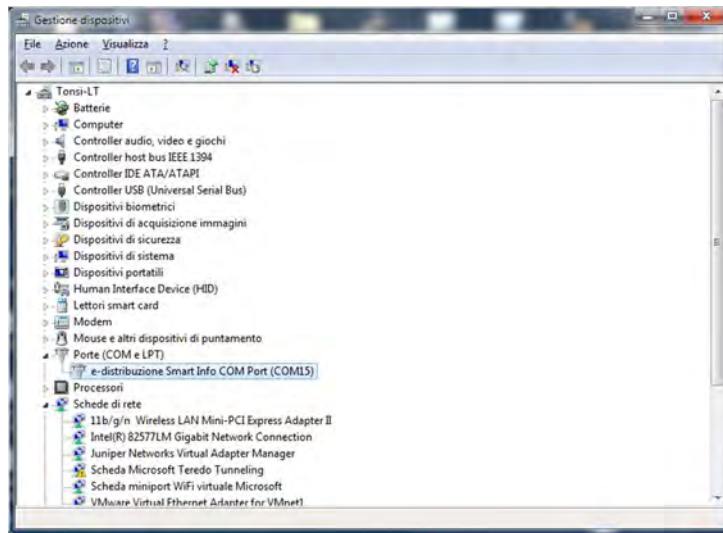 Gestione dispositivi
File Azione Visualizza ?
Tonsi-LT
Batterie
Computer
Controller audio, video e giochi
Controller host bus IEEE 1394
Controller IDE ATA/ATAPI
Controller USB (Universal Serial Bus)
Dispositivi biometrici
Dispositivi di acquisizione immagini
Dispositivi di sicurezza
Dispositivi di sistema
Dispositivi portatili
Human Interface Device (HID)
Lettori smart card
Modem
Mouse e altri dispositivi di puntamento
Porte (COM e LPT)
e-distribuzione Smart Info COM Port (COM15)
Processori
Schede di rete
11b/g/n Wireless LAN Mini-PCI Express Adapter II
Intel(R) 82577LM Gigabit Network Connection
Juniper Networks Virtual Adapter Manager
Scheda Microsoft Teredo Tunneling
Scheda miniport WiFi virtuale Microsoft
VMware Virtual Ethernet Adapter for VMnet1